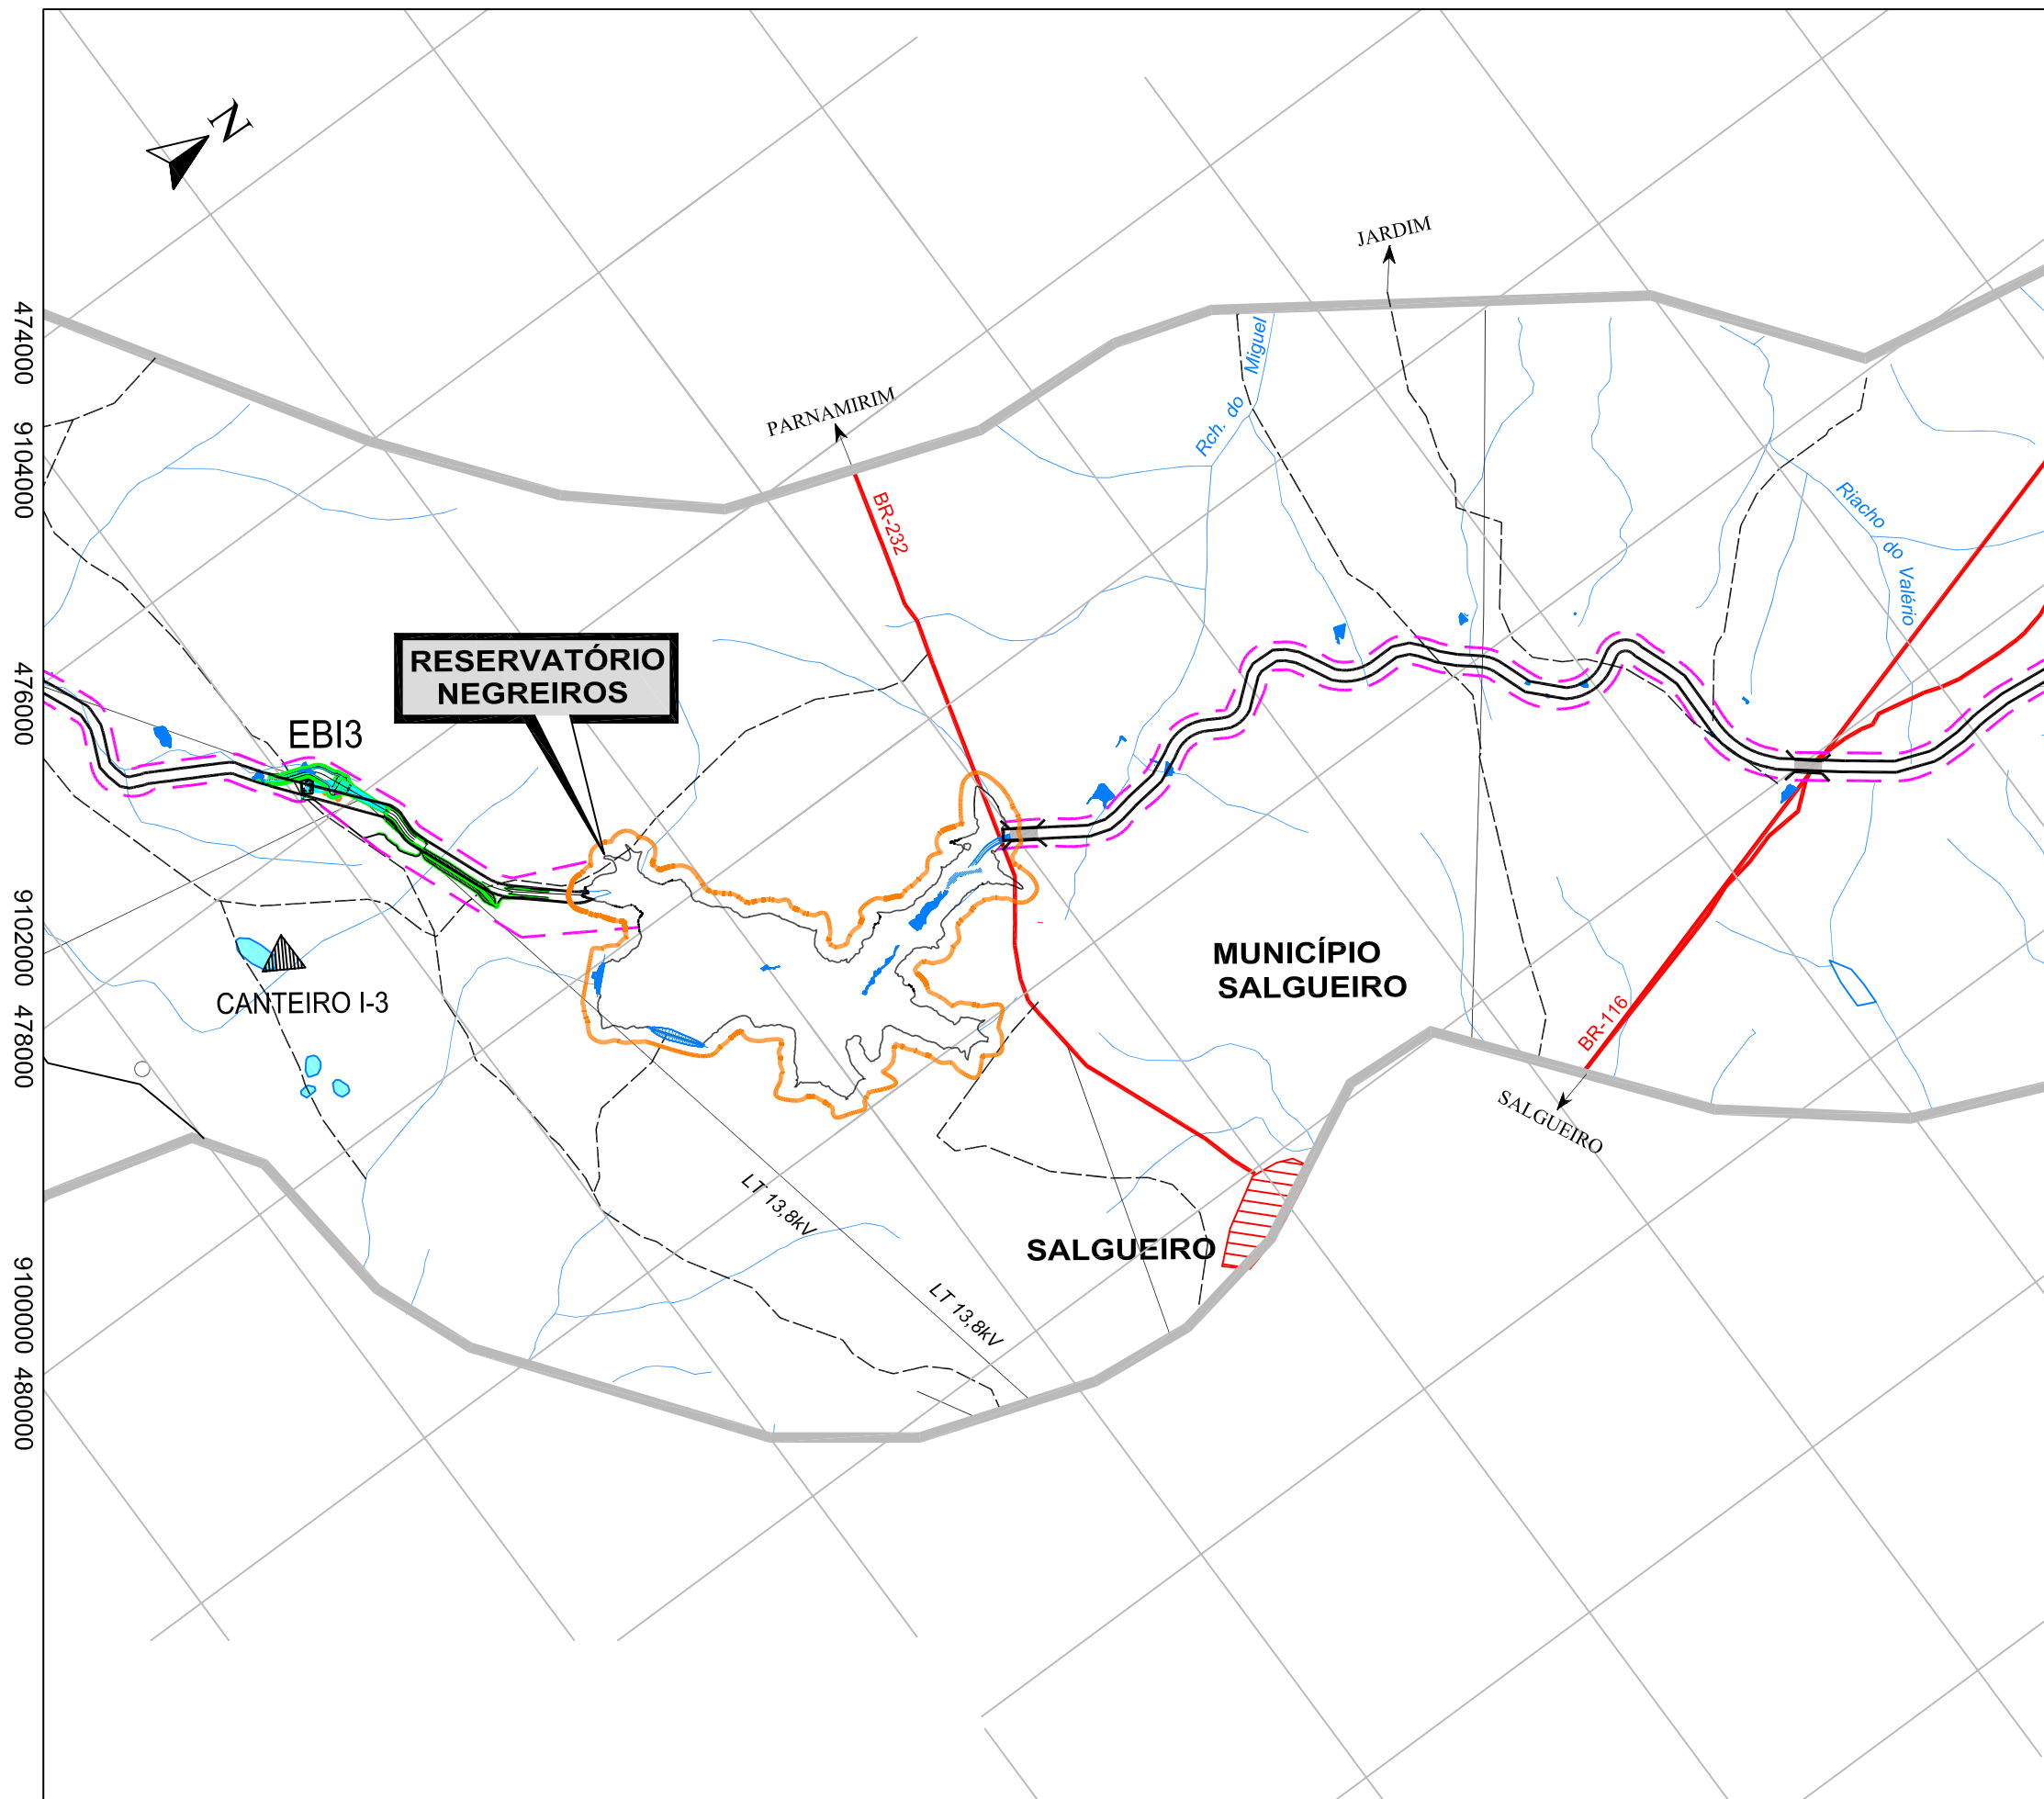 N
JARDIM
PARNAMIRIM
Rch. do Miguel
BR-232
Riacho do Valério
474000
9104000
476000
9102000
478000
9100000
480000
RESERVATÓRIO
NEGREIROS
EBI3
CANTEIRO I-3
MUNICÍPIO
SALGUEIRO
BR-116
SALGUEIRO
LT 13,8kV
LT 13,8kV
SALGUEIRO